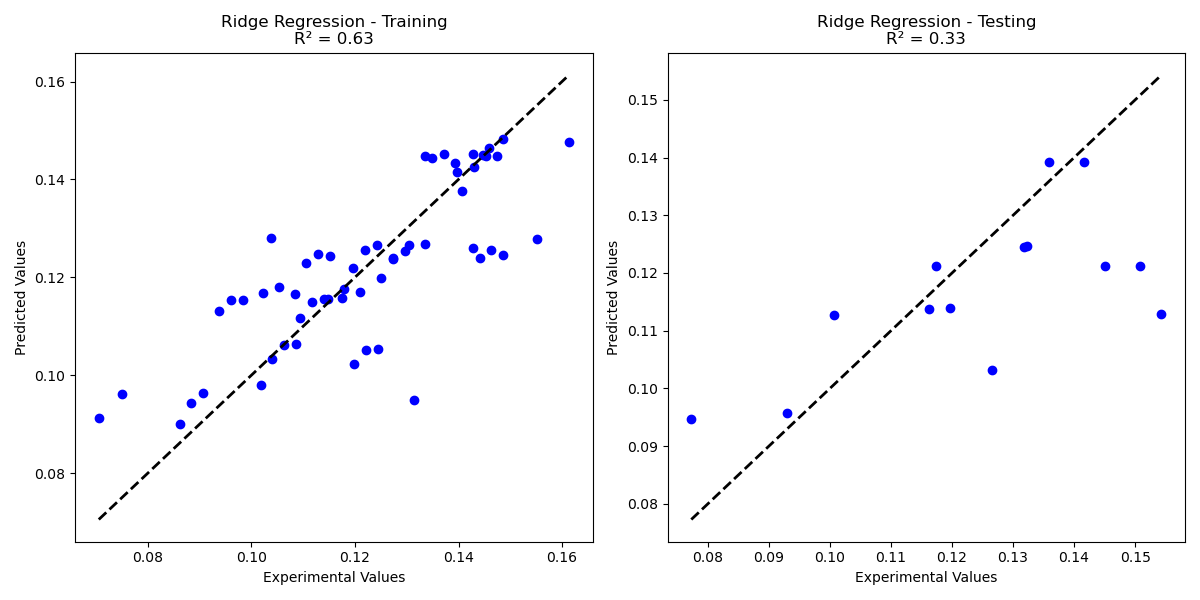 Ridge Regression - Training
R² = 0.63
Predicted Values
0.16
0.14
0.12
0.10
0.08
0.08 0.10 0.12 0.14 0.16
Experimental Values
Ridge Regression - Testing
R² = 0.33
Predicted Values
0.15
0.14
0.13
0.12
0.11
0.10
0.09
0.08
0.08 0.09 0.10 0.11 0.12 0.13 0.14 0.15
Experimental Values